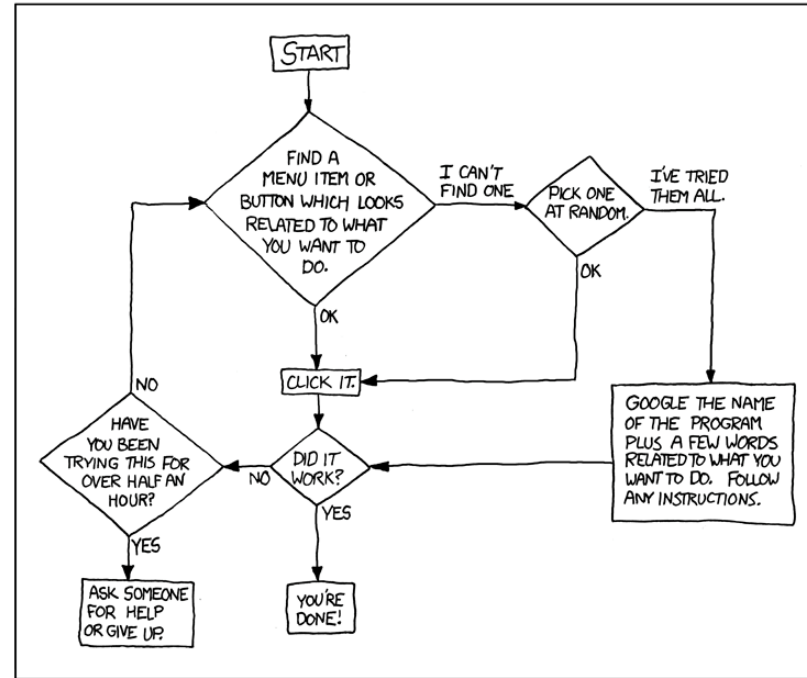 START
FIND A
MENU ITEM OR
BUTTON WHICH LOOKS
RELATED TO WHAT
YOU WANT TO
DO.
I CAN'T
FIND ONE
PICK ONE
AT RANDOM.
I'VE TRIED
THEM ALL.
OK
OK
CLICK IT.
NO
HAVE
YOU BEEN
TRYING THIS FOR
OVER HALF AN
HOUR?
NO
DID IT
WORK?
GOOGLE THE NAME
OF THE PROGRAM
PLUS A FEW WORDS
RELATED TO WHAT YOU
WANT TO DO. FOLLOW
ANY INSTRUCTIONS.
YES
YES
ASK SOMEONE
FOR HELP
OR GIVE UP.
YOU'RE
DONE!